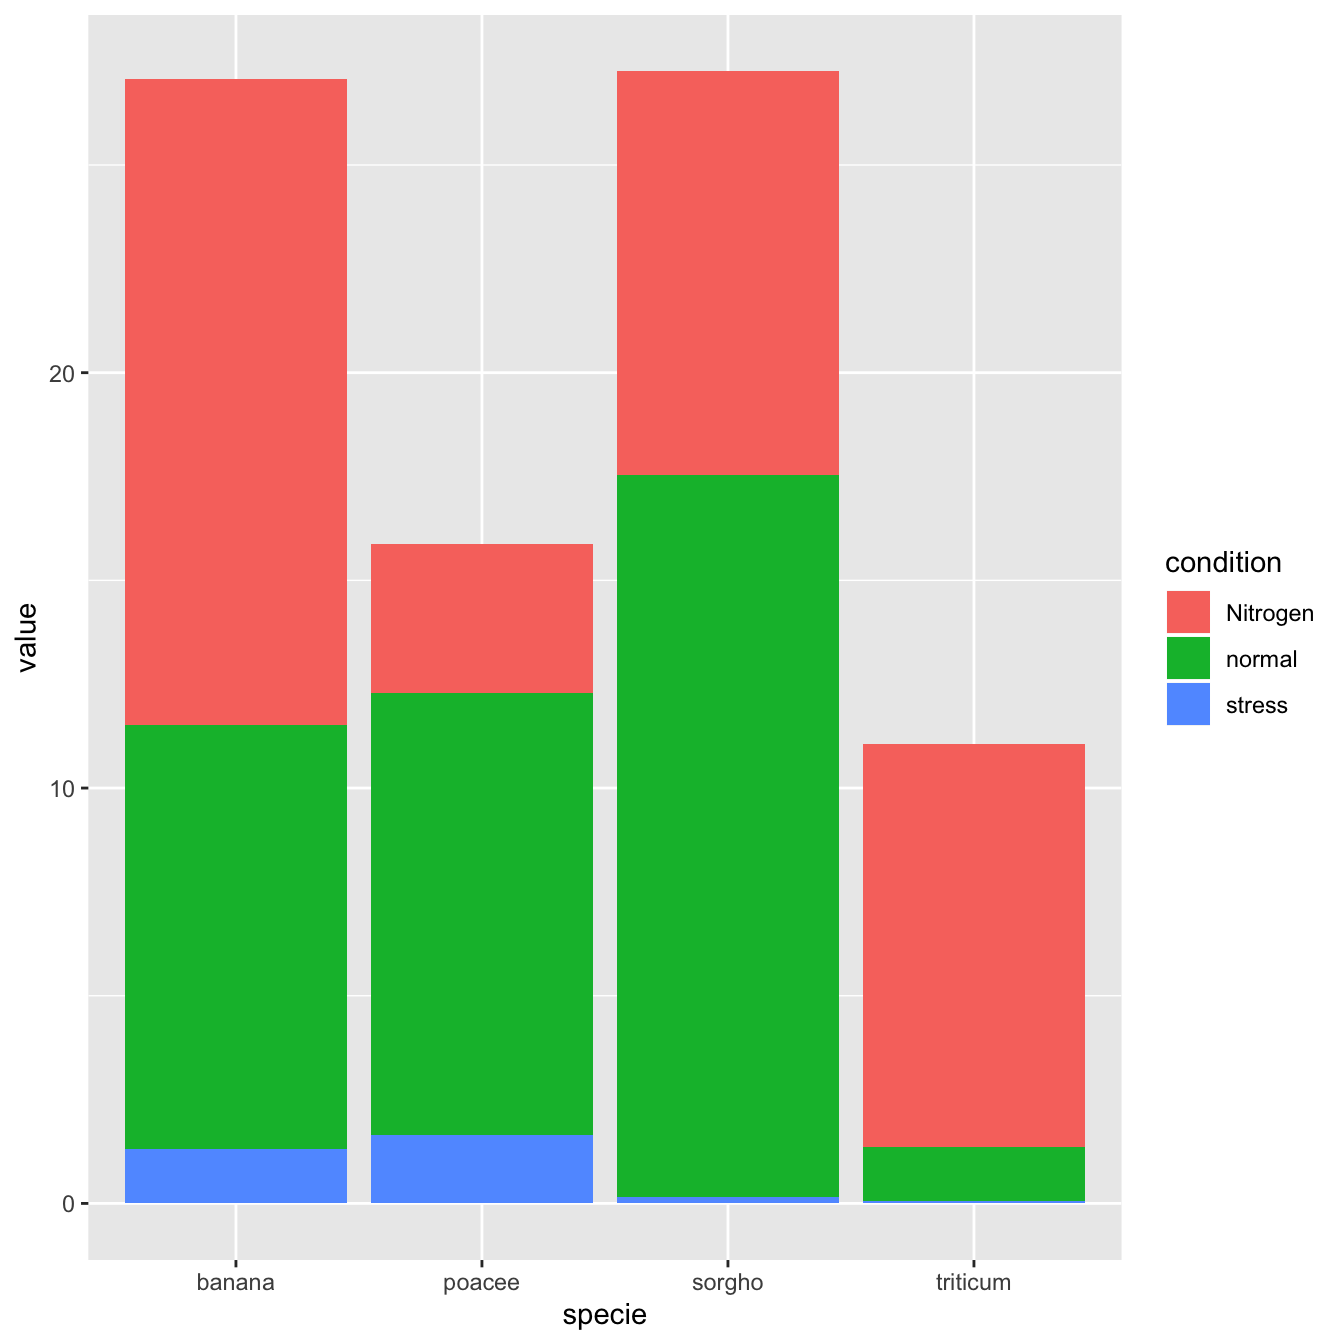 value
20
10
0
banana
poacee
sorgho
triticum
specie
condition
Nitrogen
normal
stress